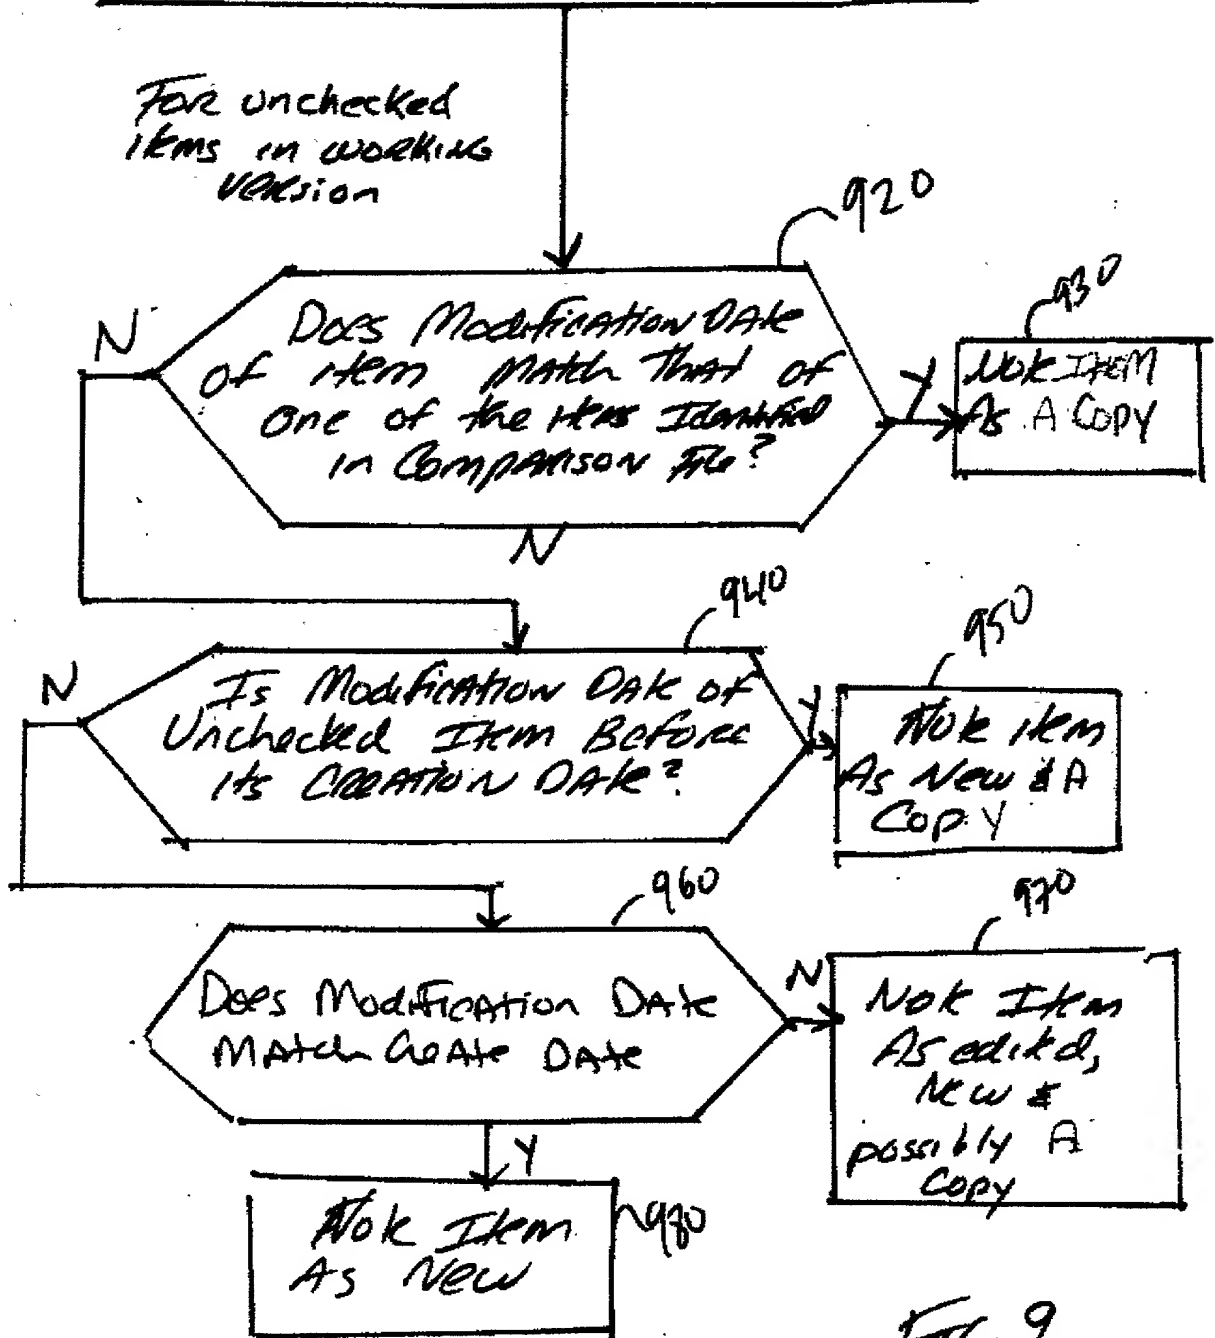 For unchecked
items in working
version
920
930
N
Does Modification Date
of item match that of
one of the items Identified
in Comparison File?
Y
Note ITEM
As A Copy
N
940
950
N
Is Modification Date of
Unchecked Item Before
its Creation Date?
Y
Note item
As New & A
Copy
960
970
Does Modification Date
Match Create Date
N
Note Item
As edited,
New &
possibly A
Copy
Y
Note Item
As New
980
FIG. 9